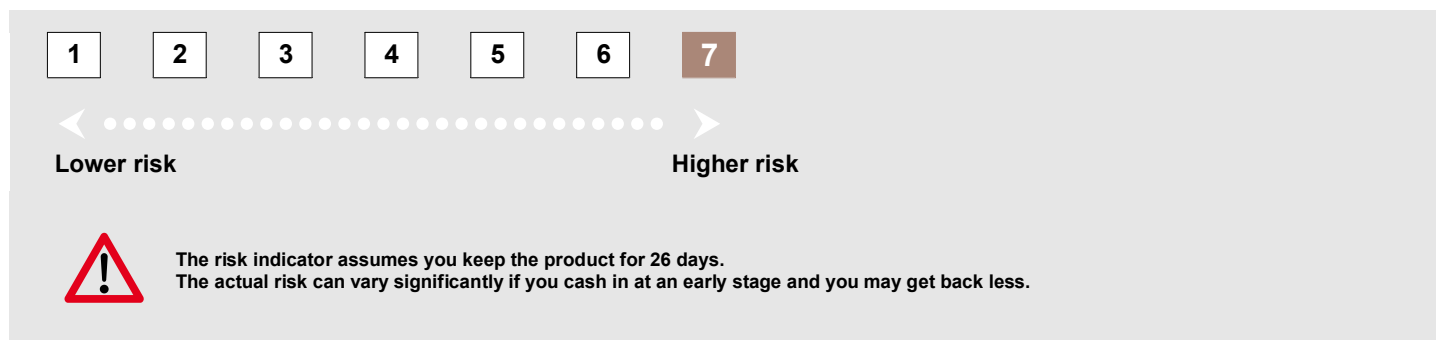 1 2 3 4 5 6 7
Lower risk Higher risk
The risk indicator assumes you keep the product for 26 days.
The actual risk can vary significantly if you cash in at an early stage and you may get back less.